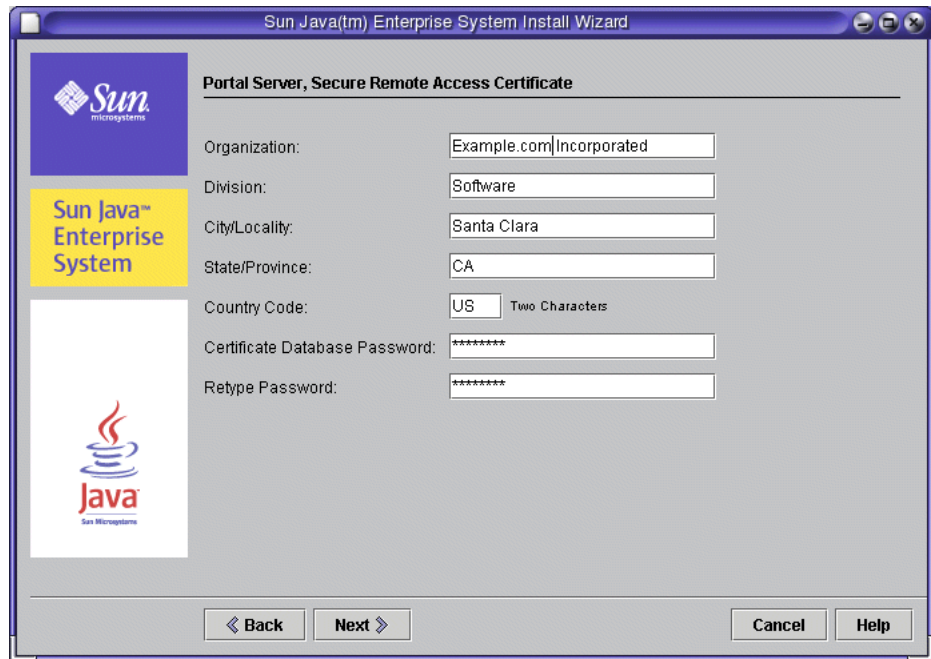 Sun Java(tm) Enterprise System Install Wizard
Sun
microsystems
Sun Java™
Enterprise
System
Java
Sun Microsystems
Portal Server, Secure Remote Access Certificate
Organization: Example.com Incorporated
Division: Software
City/Locality: Santa Clara
State/Province: CA
Country Code: US Two Characters
Certificate Database Password: ********
Retype Password: ********
Back Next Cancel Help